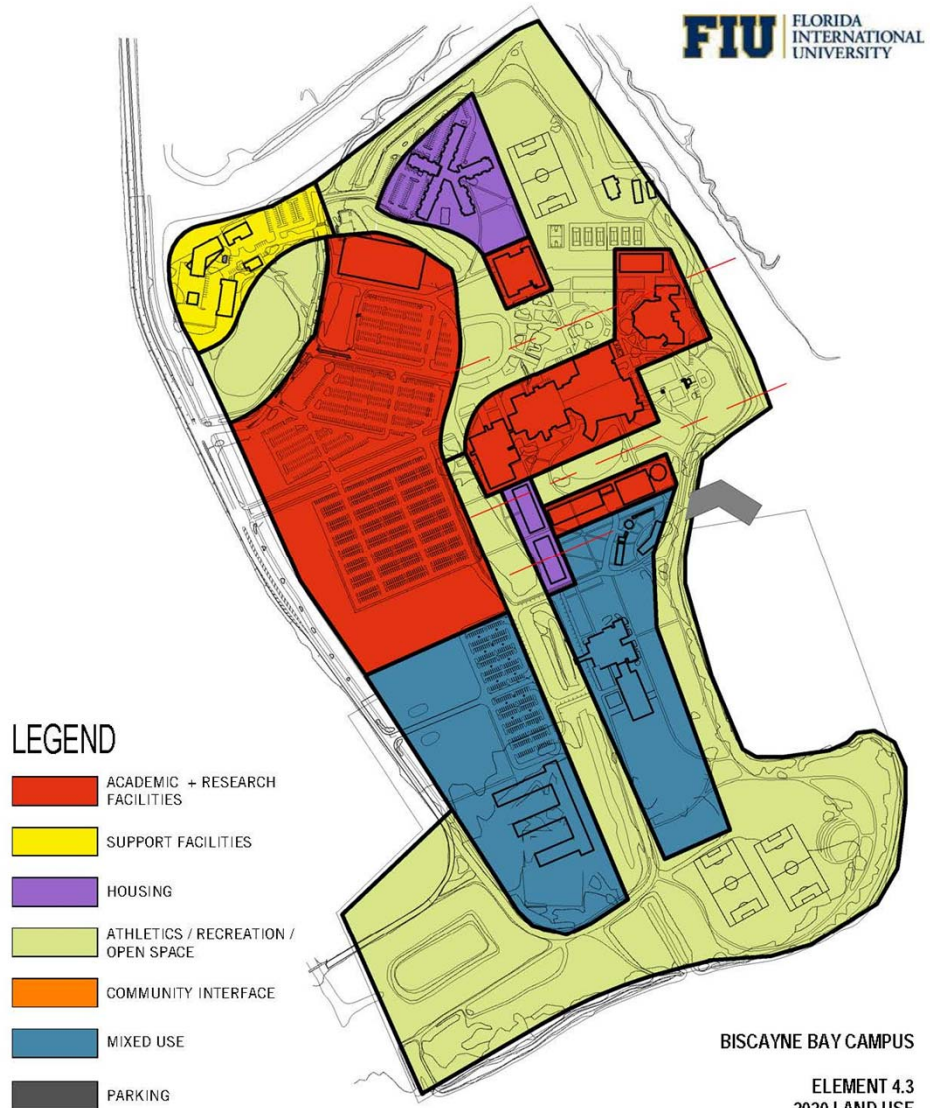 FIU
FLORIDA
INTERNATIONAL
UNIVERSITY
LEGEND
ACADEMIC + RESEARCH
FACILITIES
SUPPORT FACILITIES
HOUSING
ATHLETICS / RECREATION /
OPEN SPACE
COMMUNITY INTERFACE
MIXED USE
PARKING
BISCAYNE BAY CAMPUS
ELEMENT 4.3
2020 LAND USE